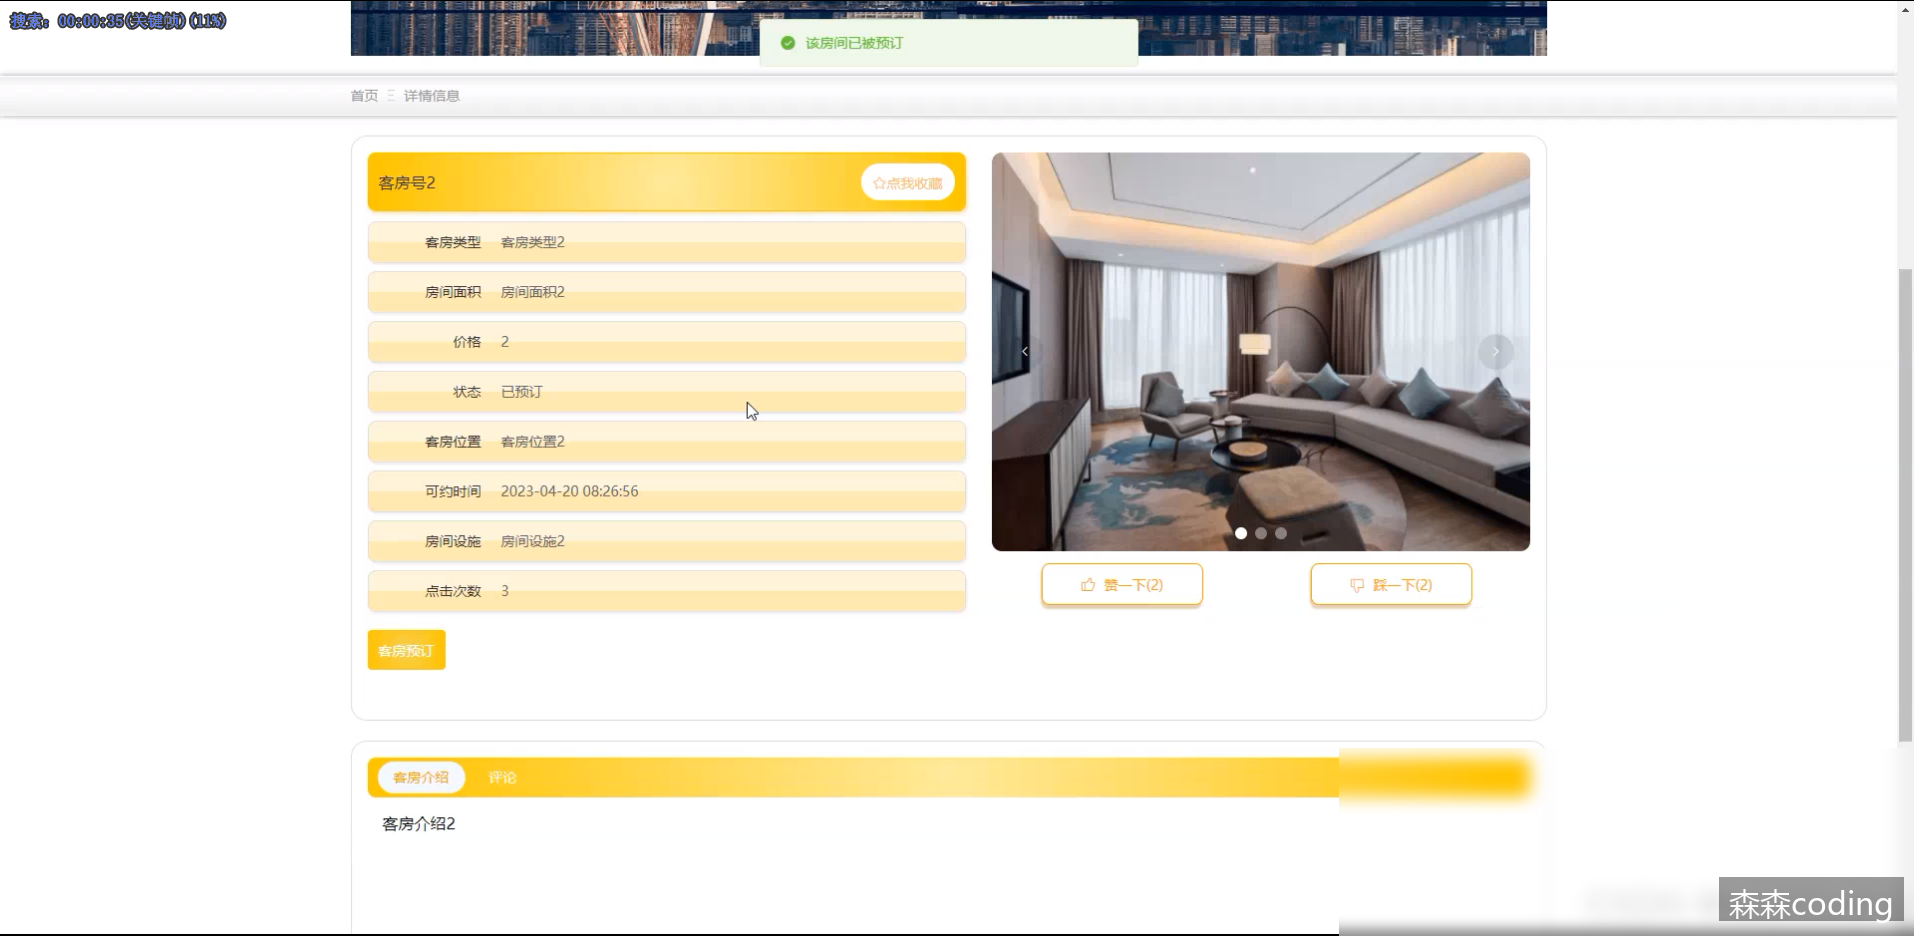 搜索: 00:00:35(关键帧)(11%)
该房间已被预订
首页 详情信息
客房号2
点我收藏
客房类型 客房类型2
房间面积 房间面积2
价格 2
状态 已预订
客房位置 客房位置2
可约时间 2023-04-20 08:26:56
房间设施 房间设施2
点击次数 3
赞一下(2)
踩一下(2)
客房预订
客房介绍 评论
客房介绍2
森森coding